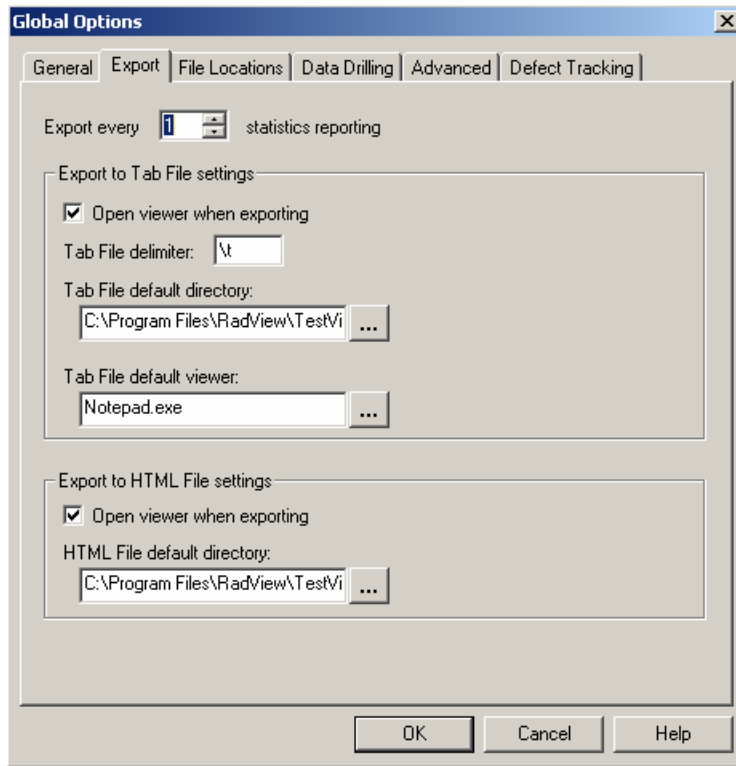 Global Options
General Export File Locations Data Drilling Advanced Defect Tracking
Export every 1 statistics reporting
Export to Tab File settings
Open viewer when exporting
Tab File delimiter: \t
Tab File default directory:
C:\Program Files\RadView\TestVi ...
Tab File default viewer:
Notepad.exe ...
Export to HTML File settings
Open viewer when exporting
HTML File default directory:
C:\Program Files\RadView\TestVi ...
OK Cancel Help